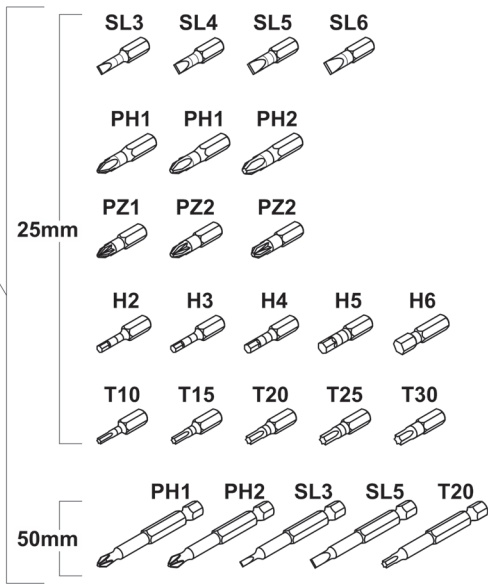 SL3 SL4 SL5 SL6
PH1 PH1 PH2
PZ1 PZ2 PZ2
25mm
H2 H3 H4 H5 H6
T10 T15 T20 T25 T30
PH1 PH2 SL3 SL5 T20
50mm